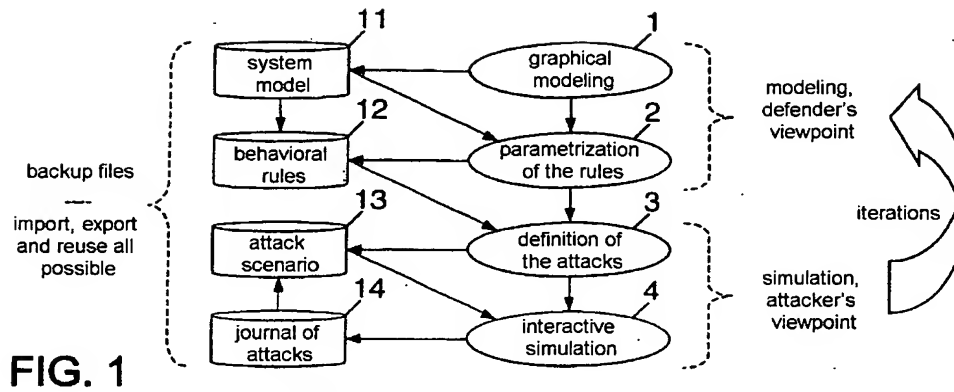 11
system
model
1
graphical
modeling
modeling,
defender's
viewpoint
12
behavioral
rules
2
parametrization
of the rules
backup files
import, export
and reuse all
possible
iterations
13
attack
scenario
3
definition of
the attacks
14
journal of
attacks
4
interactive
simulation
simulation,
attacker's
viewpoint
FIG. 1